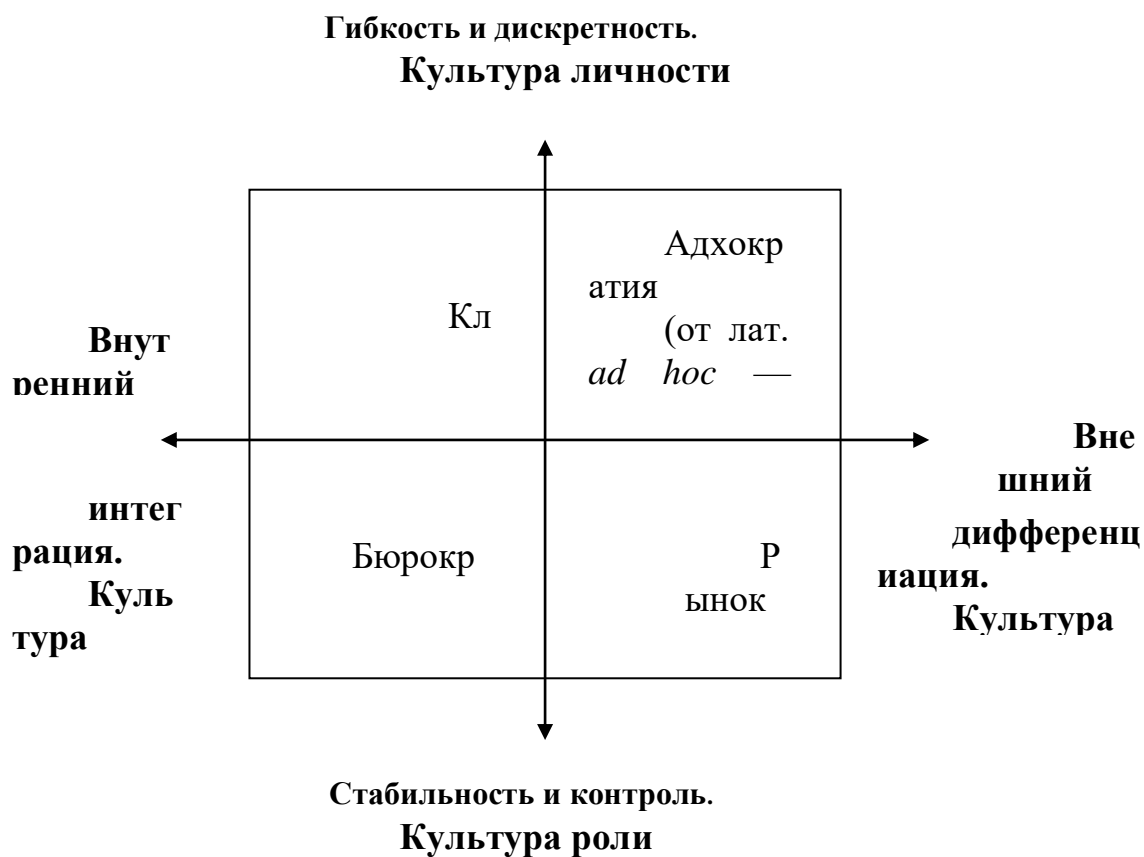 Гибкость и дискретность.
Культура личности
Адхокр
атия
(от лат.
ad hoc —
Кл
Внут
ренний
Вне
шний
интег
рация.
Куль
тура
Бюрокр
Р
ынок
дифференц
иация.
Культура
Стабильность и контроль.
Культура роли